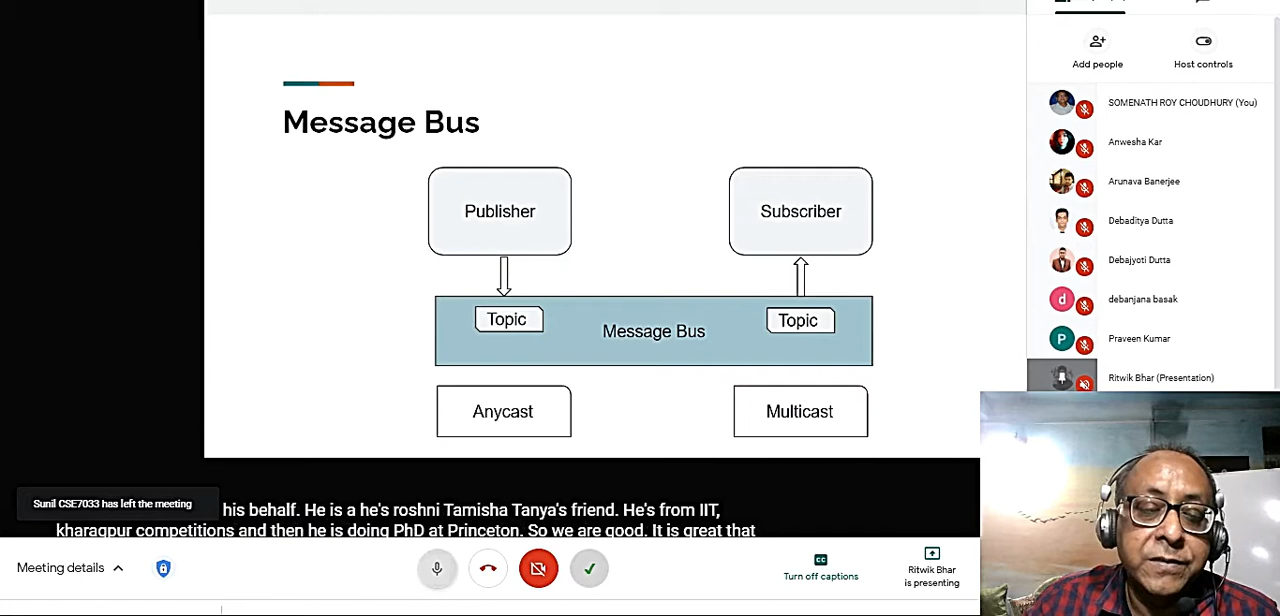 Message Bus
Publisher
Subscriber
Topic
Message Bus
Topic
Anycast
Multicast
Add people
Host controls
SOMENATH ROY CHOUDHURY (You)
Anwesha Kar
Arunava Banerjee
Debaditya Dutta
Debajyoti Dutta
d
debanjana basak
P
Praveen Kumar
Ritwik Bhar (Presentation)
Sunil CSE7033 has left the meeting
his behalf. He is a he's roshni Tamisha Tanya's friend. He's from IIT,
kharagpur competitions and then he is doing PhD at Princeton. So we are good. It is great that
Meeting details
CC
Turn off captions
Ritwik Bhar
is presenting